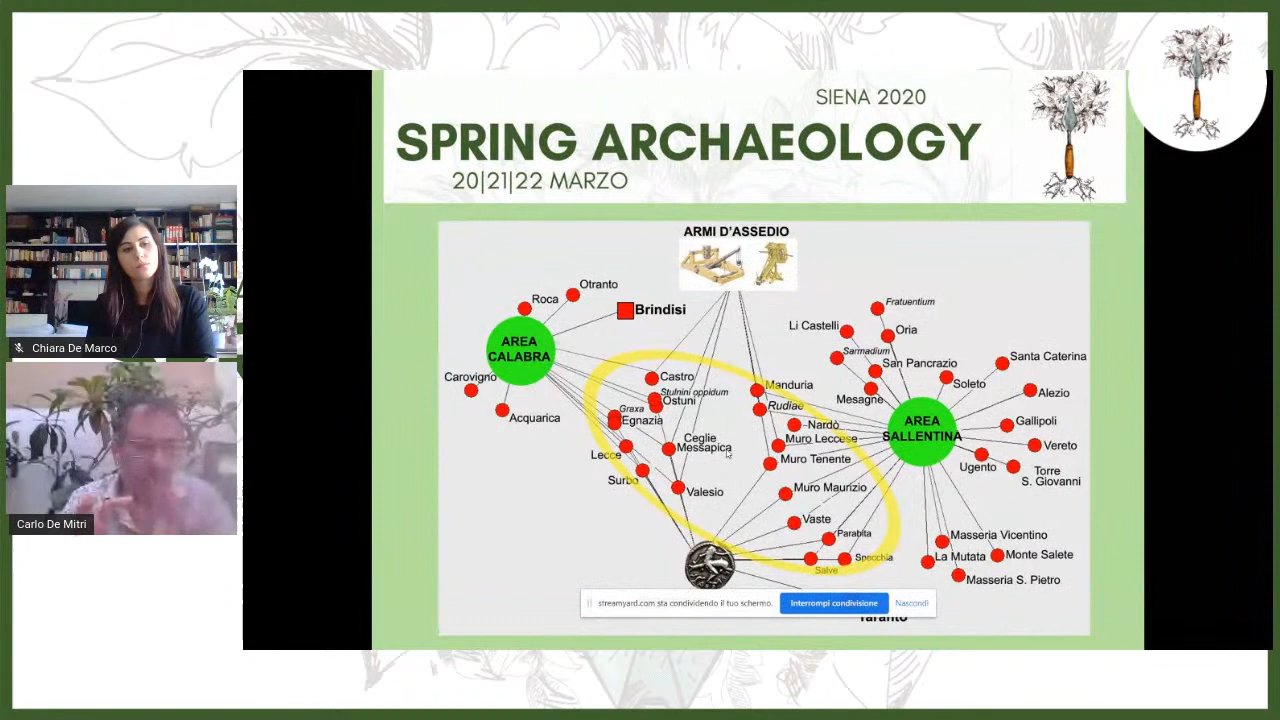 SIENA 2020
SPRING ARCHAEOLOGY
20|21|22 MARZO
ARMI D'ASSEDIO
Otranto
Roca
Brindisi
AREA
CALABRA
Carovigno
Acquarica
Castro
Stulnini oppidum
Ostuni
Graxa
Egnazia
Ceglie
Messapica
Lecce
Surbo
Valesio
Manduria
Rudiae
Nardò
Muro Leccese
Muro Tenente
Muro Maurizio
Vaste
Parabita
Specchia
Salve
Fratuentium
Li Castelli
Oria
Sarmadium
San Pancrazio
Mesagne
Soleto
Santa Caterina
Alezio
AREA
SALLENTINA
Gallipoli
Vereto
Ugento
Torre
S. Giovanni
Masseria Vicentino
La Mutata
Monte Salete
Masseria S. Pietro
Taranto
streamyard.com sta condividendo il tuo schermo.
Interrompi condivisione
Nascondi
Chiara De Marco
Carlo De Mitri